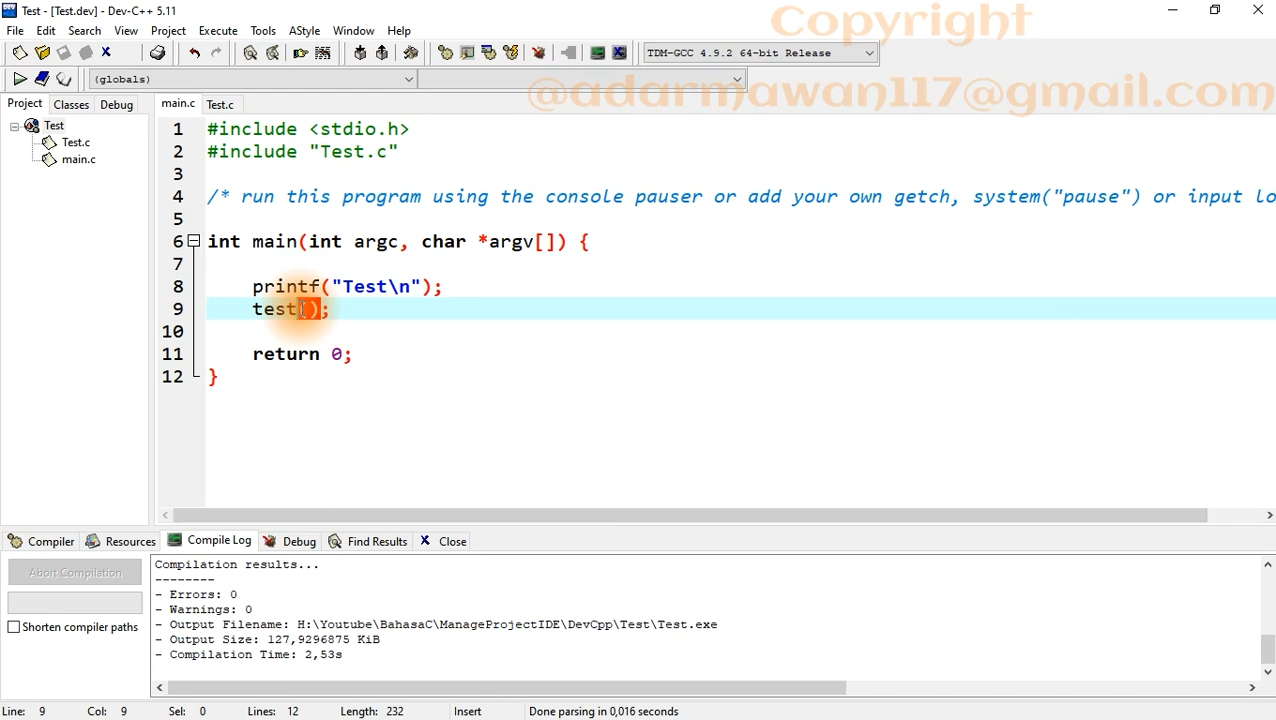 Test - [Test.dev] - Dev-C++ 5.11
Copyright
File Edit Search View Project Execute Tools AStyle Window Help
TDM-GCC 4.9.2 64-bit Release
(globals)
@adarmawan117@gmail.com
Project Classes Debug main.c Test.c
Test
Test.c
main.c
1 #include <stdio.h>
2 #include "Test.c"
3
4 /* run this program using the console pauser or add your own getch, system("pause") or input lo
5
6 int main(int argc, char *argv[]) {
7
8 printf("Test\n");
9 test();
10
11 return 0;
12 }
Compiler Resources Compile Log Debug Find Results Close
Abort Compilation
Shorten compiler paths
Compilation results...
--------
- Errors: 0
- Warnings: 0
- Output Filename: H:\Youtube\BahasaC\ManageProjectIDE\DevCpp\Test\Test.exe
- Output Size: 127,9296875 KiB
- Compilation Time: 2,53s
Line: 9 Col: 9 Sel: 0 Lines: 12 Length: 232 Insert Done parsing in 0,016 seconds